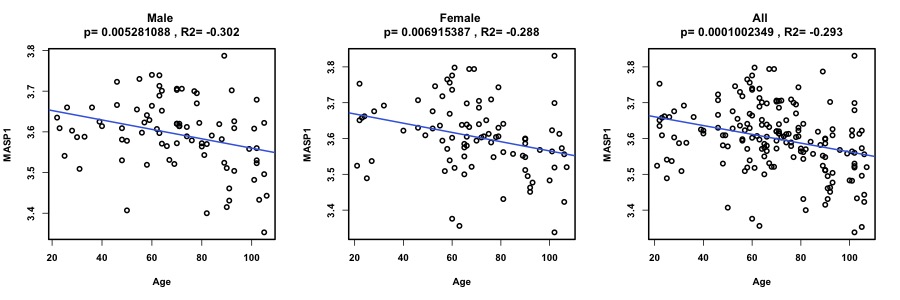 Male
p= 0.005281088 , R2= -0.302
MASP1
3.8
3.7
3.6
3.5
3.4
20 40 60 80 100
Age
Female
p= 0.006915387 , R2= -0.288
MASP1
3.8
3.7
3.6
3.5
3.4
20 40 60 80 100
Age
All
p= 0.0001002349 , R2= -0.293
MASP1
3.8
3.7
3.6
3.5
3.4
20 40 60 80 100
Age